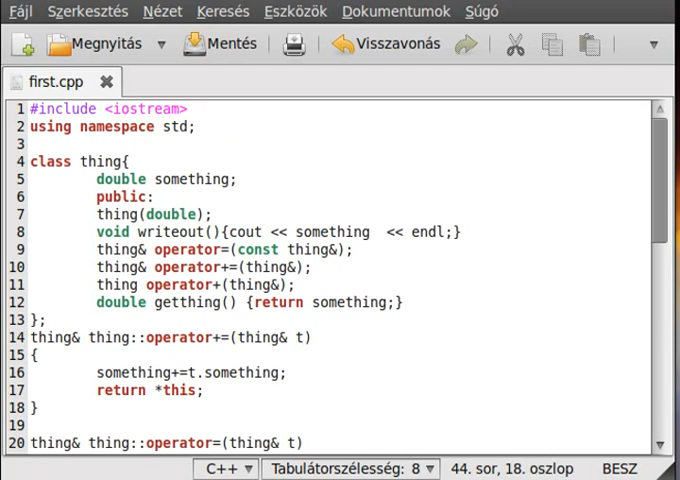 Fájl Szerkesztés Nézet Keresés Eszközök Dokumentumok Súgó
Megnyitás Mentés Visszavonás
first.cpp
1 #include <iostream>
2 using namespace std;
3
4 class thing{
5 double something;
6 public:
7 thing(double);
8 void writeout(){cout << something  << endl;}
9 thing& operator=(const thing&);
10 thing& operator+=(thing&);
11 thing operator+(thing&);
12 double getthing() {return something;}
13 };
14 thing& thing::operator+=(thing& t)
15 {
16 something+=t.something;
17 return *this;
18 }
19
20 thing& thing::operator=(thing& t)
C++ Tabulátorszélesség: 8 44. sor, 18. oszlop BESZ